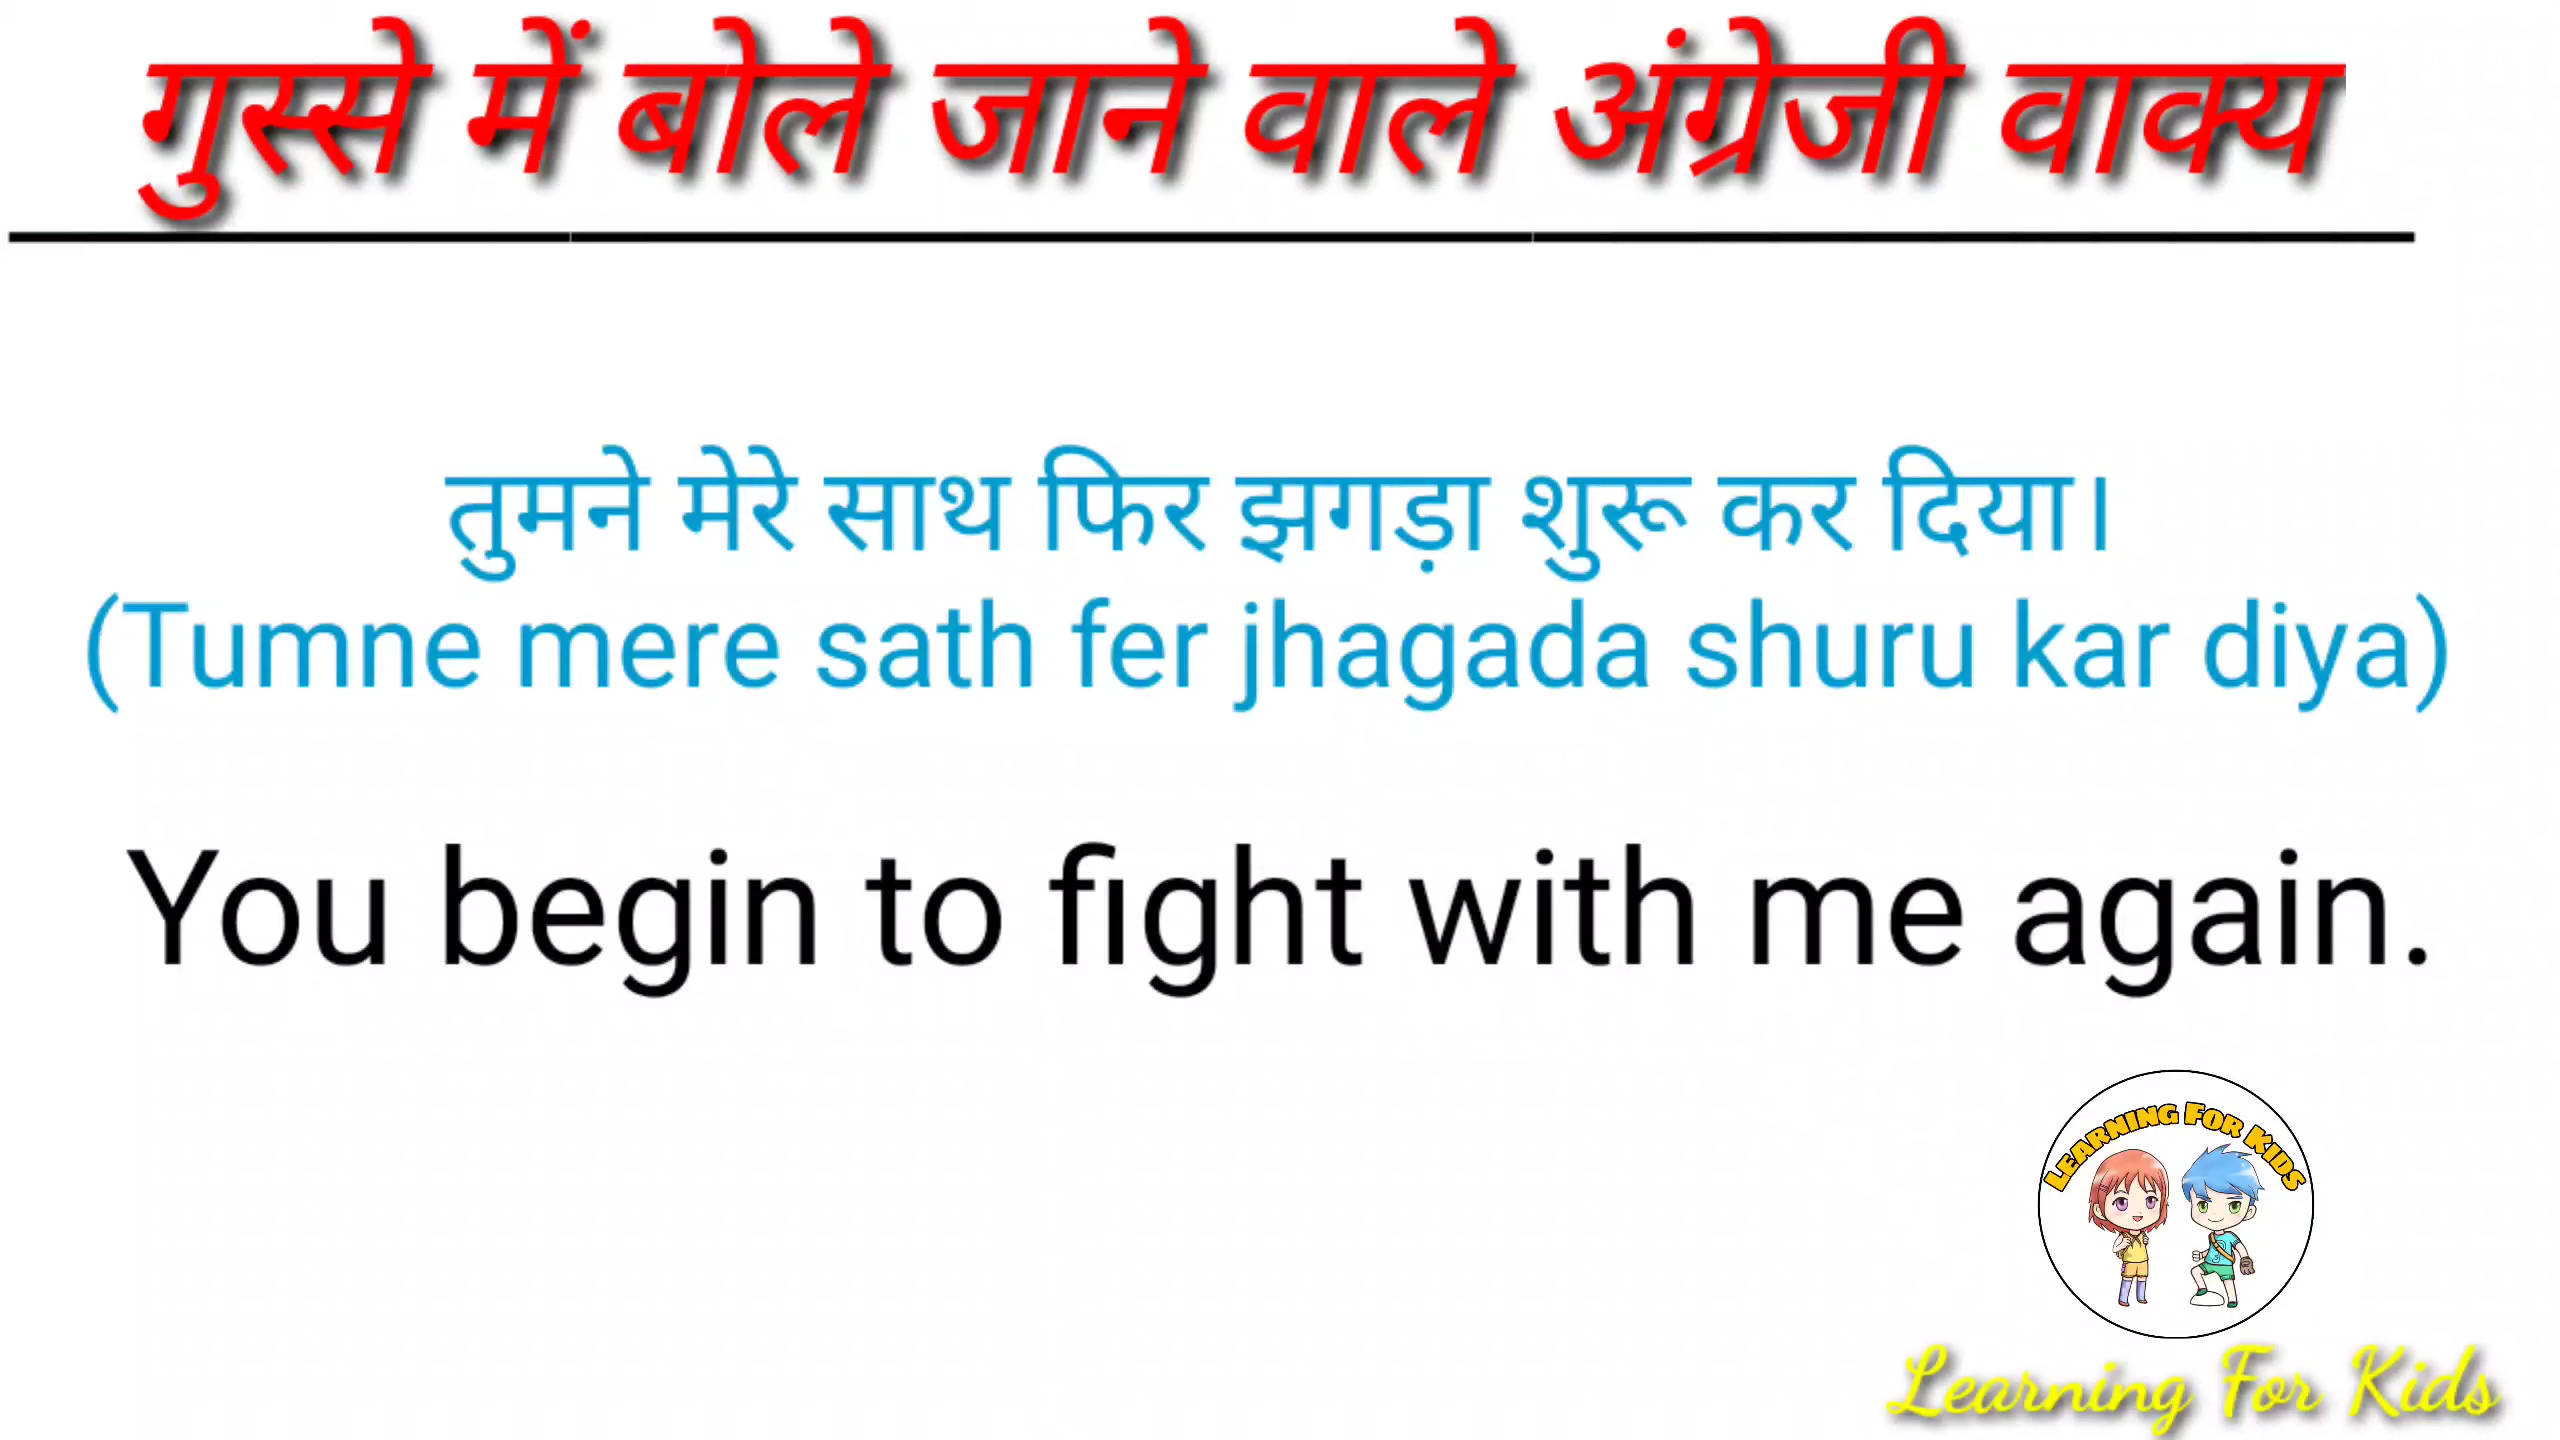 गुस्से में बोले जाने वाले अंग्रेजी वाक्य
तुमने मेरे साथ फिर झगड़ा शुरू कर दिया।
(Tumne mere sath fer jhagada shuru kar diya)
You begin to fight with me again.
LEARNING FOR KIDS
Learning For Kids